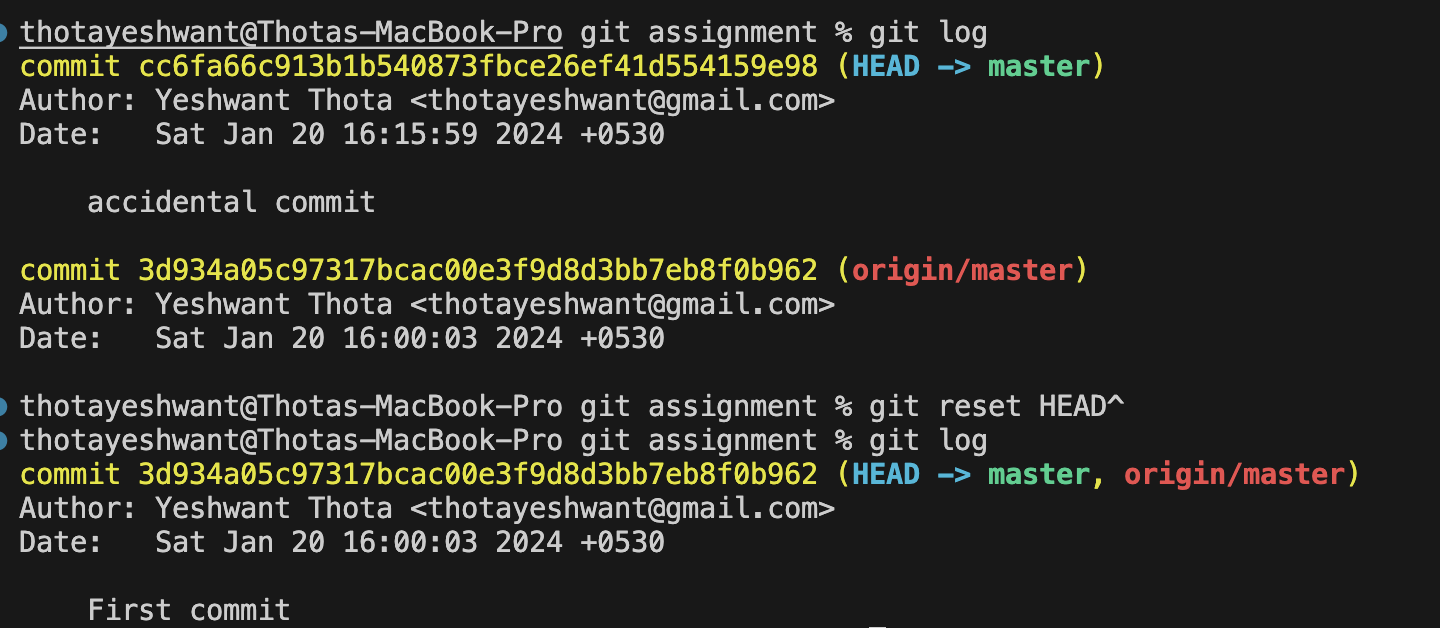 thotayeshwant@Thotas-MacBook-Pro git assignment % git log
commit cc6fa66c913b1b540873fbce26ef41d554159e98 (HEAD -> master)
Author: Yeshwant Thota <thotayeshwant@gmail.com>
Date:   Sat Jan 20 16:15:59 2024 +0530
    accidental commit
commit 3d934a05c97317bcac00e3f9d8d3bb7eb8f0b962 (origin/master)
Author: Yeshwant Thota <thotayeshwant@gmail.com>
Date:   Sat Jan 20 16:00:03 2024 +0530
thotayeshwant@Thotas-MacBook-Pro git assignment % git reset HEAD^
thotayeshwant@Thotas-MacBook-Pro git assignment % git log
commit 3d934a05c97317bcac00e3f9d8d3bb7eb8f0b962 (HEAD -> master, origin/master)
Author: Yeshwant Thota <thotayeshwant@gmail.com>
Date:   Sat Jan 20 16:00:03 2024 +0530
    First commit